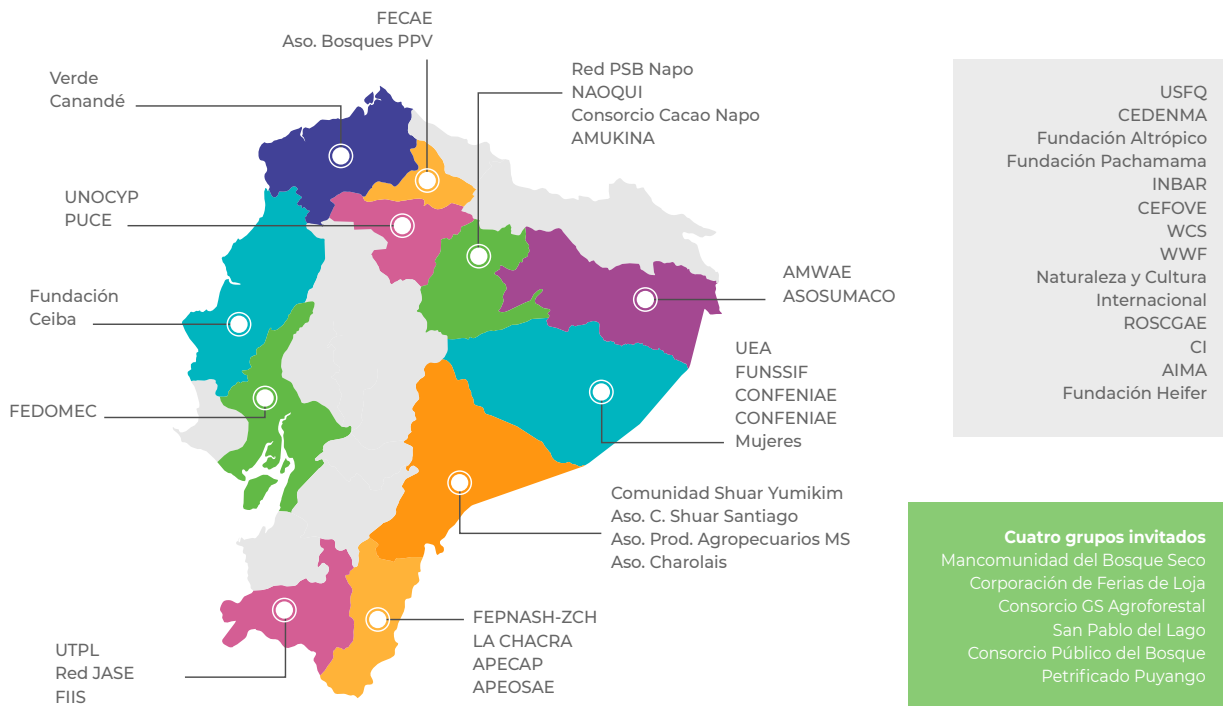 FECAE
Aso. Bosques PPV
Verde
Canandé
Red PSB Napo
NAOQUI
Consorcio Cacao Napo
AMUKINA
UNOCYP
PUCE
Fundación
Ceiba
FEDOMEC
AMWAE
ASOSUMACO
UEA
FUNSSIF
CONFENIAE
CONFENIAE
Mujeres
Comunidad Shuar Yumikim
Aso. C. Shuar Santiago
Aso. Prod. Agropecuarios MS
Aso. Charolais
FEPNASH-ZCH
LA CHACRA
APECAP
APEOSAE
UTPL
Red JASE
FIIS
USFQ
CEDENMA
Fundación Altrópico
Fundación Pachamama
INBAR
CEFOVE
WCS
WWF
Naturaleza y Cultura
Internacional
ROSCGAE
CI
AIMA
Fundación Heifer
Cuatro grupos invitados
Mancomunidad del Bosque Seco
Corporación de Ferias de Loja
Consorcio GS Agroforestal
San Pablo del Lago
Consorcio Público del Bosque
Petrificado Puyango